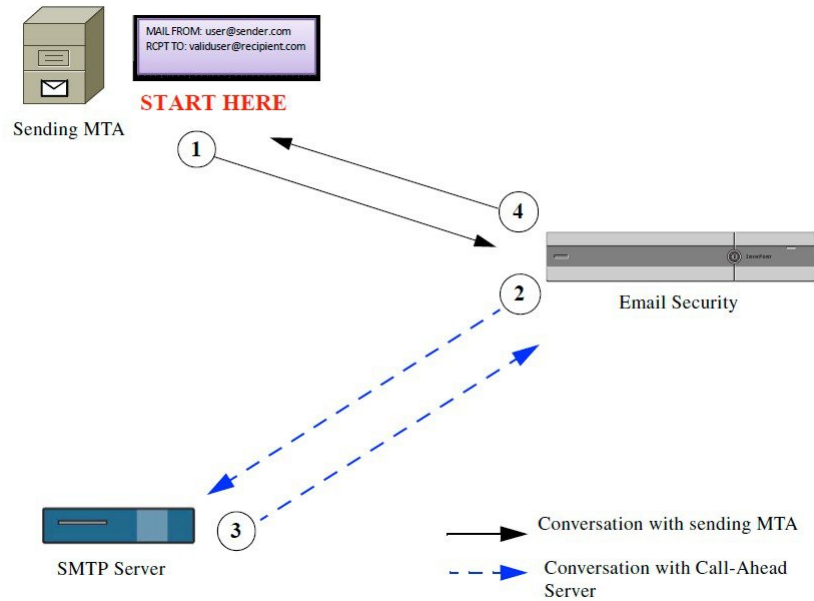 MAIL FROM: user@sender.com
RCPT TO: validuser@recipient.com
START HERE
Sending MTA
1
4
2
Email Security
3
SMTP Server
Conversation with sending MTA
Conversation with Call-Ahead
Server